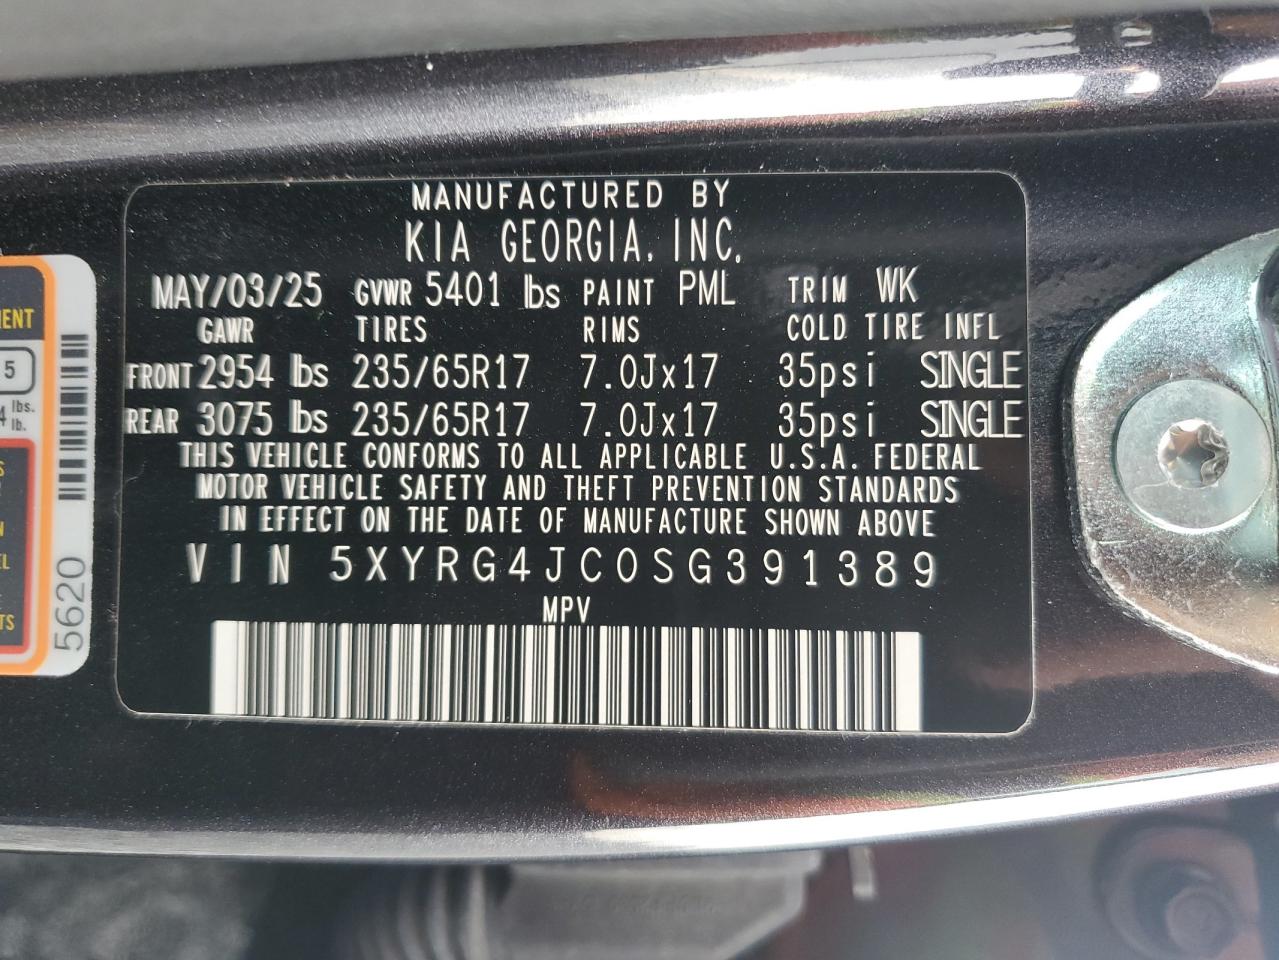 MANUFACTURED BY
KIA GEORGIA, INC.
MAY/03/25 GVWR 5401 lbs PAINT PML TRIM WK
GAWR TIRES RIMS COLD TIRE INFL
FRONT 2954 lbs 235/65R17 7.0Jx17 35psi SINGLE
REAR 3075 lbs 235/65R17 7.0Jx17 35psi SINGLE
THIS VEHICLE CONFORMS TO ALL APPLICABLE U.S.A. FEDERAL
MOTOR VEHICLE SAFETY AND THEFT PREVENTION STANDARDS
IN EFFECT ON THE DATE OF MANUFACTURE SHOWN ABOVE
VIN 5XYRG4JC0SG391389
MPV
5
lbs.
lb.
5620